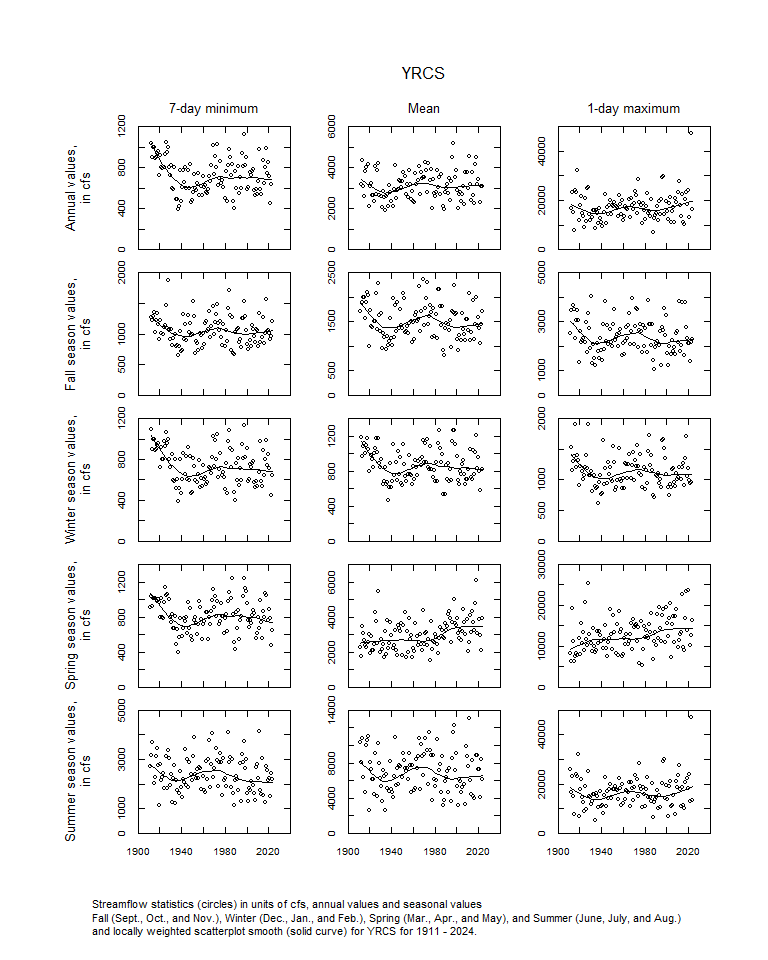 YRCS
7-day minimum Mean 1-day maximum
Annual values,
in cfs
0 400 800 1200
0 2000 4000 6000
0 20000 40000
Fall season values,
in cfs
0 500 1000 2000
0 500 1500 2500
1000 3000 5000
Winter season values,
in cfs
0 400 800 1200
0 400 800 1200
0 500 1000 2000
Spring season values,
in cfs
0 400 800 1200
0 2000 4000 6000
0 10000 20000 30000
Summer season values,
in cfs
0 1000 3000 5000
0 4000 8000 14000
0 20000 40000
1900 1940 1980 2020 1900 1940 1980 2020 1900 1940 1980 2020
Streamflow statistics (circles) in units of cfs, annual values and seasonal values
Fall (Sept., Oct., and Nov.), Winter (Dec., Jan., and Feb.), Spring (Mar., Apr., and May), and Summer (June, July, and Aug.)
and locally weighted scatterplot smooth (solid curve) for YRCS for 1911 - 2024.